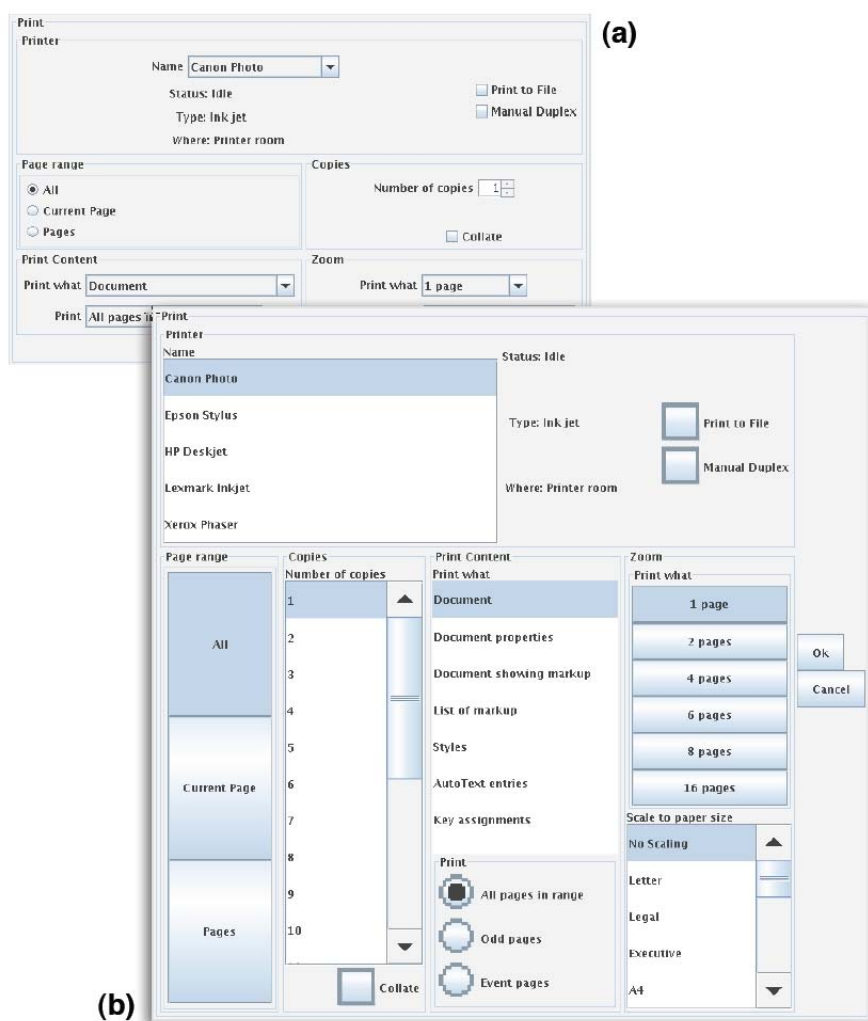 (a)
Print
Printer
Name Canon Photo
Status: Idle
Type: Ink jet
Where: Printer room
Print to File
Manual Duplex
Page range
All
Current Page
Pages
Copies
Number of copies 1
Collate
Print Content
Print what Document
Print All pages in
Zoom
Print what 1 page
(b)
Print
Printer
Name
Canon Photo
Epson Stylus
HP Deskjet
Lexmark Inkjet
Xerox Phaser
Status: Idle
Type: Ink jet
Where: Printer room
Print to File
Manual Duplex
Page range
All
Current Page
Pages
Copies
Number of copies
1
2
3
4
5
6
7
8
9
10
Collate
Print Content
Print what
Document
Document properties
Document showing markup
List of markup
Styles
AutoText entries
Key assignments
Print
All pages in range
Odd pages
Event pages
Zoom
Print what
1 page
2 pages
4 pages
6 pages
8 pages
16 pages
Scale to paper size
No Scaling
Letter
Legal
Executive
A4
Ok
Cancel